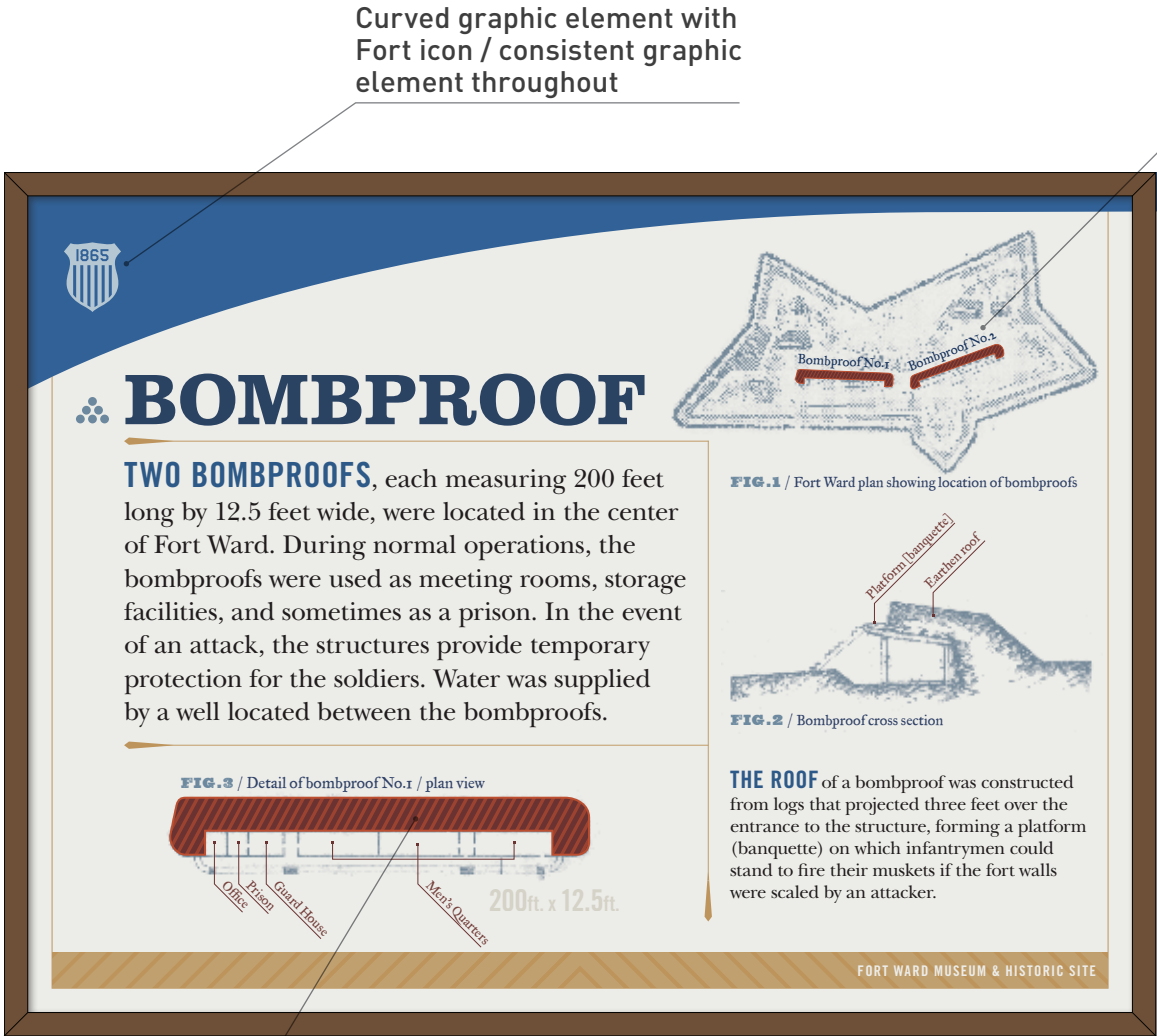 Curved graphic element with
Fort icon / consistent graphic
element throughout
1865
Bombproof No.1
Bombproof No.2
BOMBPROOF
TWO BOMBPROOFS, each measuring 200 feet
long by 12.5 feet wide, were located in the center
of Fort Ward. During normal operations, the
bombproofs were used as meeting rooms, storage
facilities, and sometimes as a prison. In the event
of an attack, the structures provide temporary
protection for the soldiers. Water was supplied
by a well located between the bombproofs.
FIG.1 / Fort Ward plan showing location of bombproofs
Platform [banquette]
Earthen roof
FIG.2 / Bombproof cross section
FIG.3 / Detail of bombproof No.1 / plan view
Office
Prison
Guard House
Men's Quarters
200ft. x 12.5ft.
THE ROOF of a bombproof was constructed
from logs that projected three feet over the
entrance to the structure, forming a platform
(banquette) on which infantrymen could
stand to fire their muskets if the fort walls
were scaled by an attacker.
FORT WARD MUSEUM & HISTORIC SITE